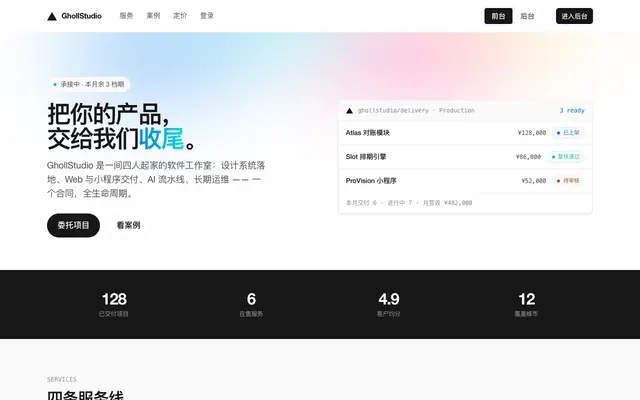 GhollStudio
服务
案例
定价
登录
前台
后台
进入后台
承接中 · 本月余 3 档期
把你的产品，
交给我们收尾。
GhollStudio 是一间四人起家的软件工作室：设计系统落
地、Web 与小程序交付、AI 流水线、长期运维 —— 一
个合同，全生命周期。
委托项目
看案例
ghollstudio/delivery · Production
3 ready
Atlas 对账模块
¥128,000
已上架
Slot 排期引擎
¥86,000
复核通过
ProVision 小程序
¥52,000
待审核
本月交付 6 · 进行中 7 · 月营收 ¥482,000
128
已交付项目
6
在售服务
4.9
客户均分
12
覆盖城市
SERVICES
四条服务线